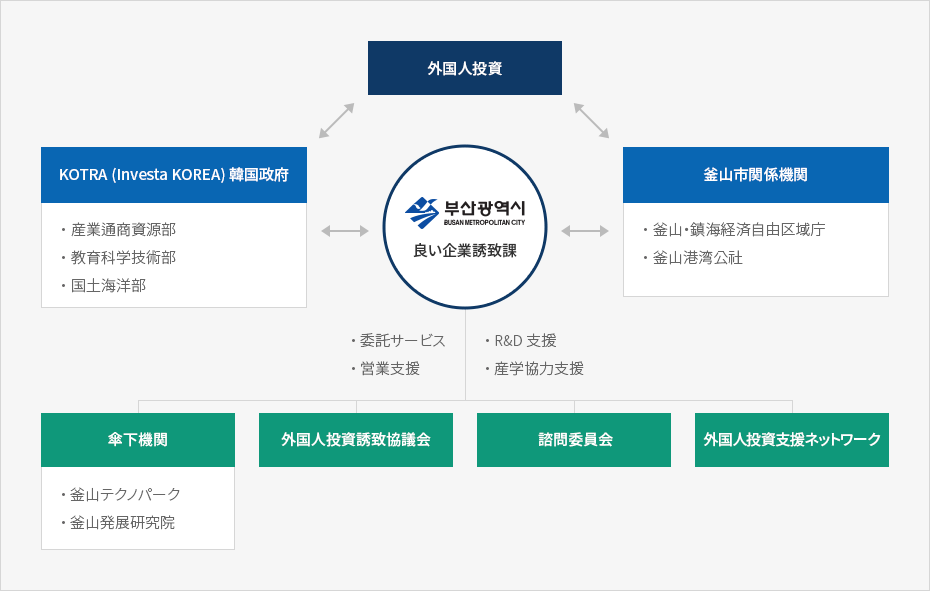 外国人投資
KOTRA (Investa KOREA) 韓国政府
・産業通商資源部
・教育科学技術部
・国土海洋部
부산광역시
BUSAN METROPOLITAN CITY
良い企業誘致課
釜山市関係機関
・釜山・鎮海経済自由区域庁
・釜山港湾公社
・委託サービス
・営業支援
・R&D 支援
・産学協力支援
傘下機関
・釜山テクノパーク
・釜山発展研究院
外国人投資誘致協議会
諮問委員会
外国人投資支援ネットワーク